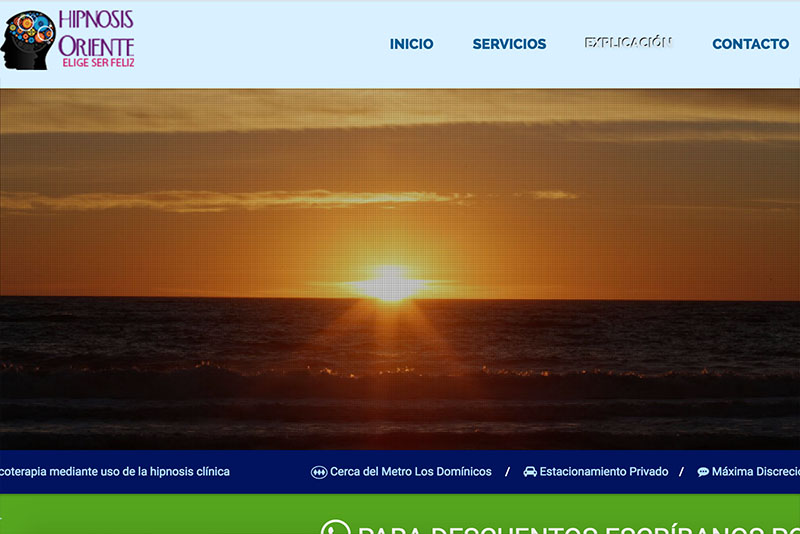 HIPNOSIS
ORIENTE
ELIGE SER FELIZ
INICIO SERVICIOS EXPLICACIÓN CONTACTO
coterapia mediante uso de la hipnosis clínica Cerca del Metro Los Domínicos / Estacionamiento Privado / Máxima Discreció
PARA DESCUENTOS ESCRÍBANOS PO